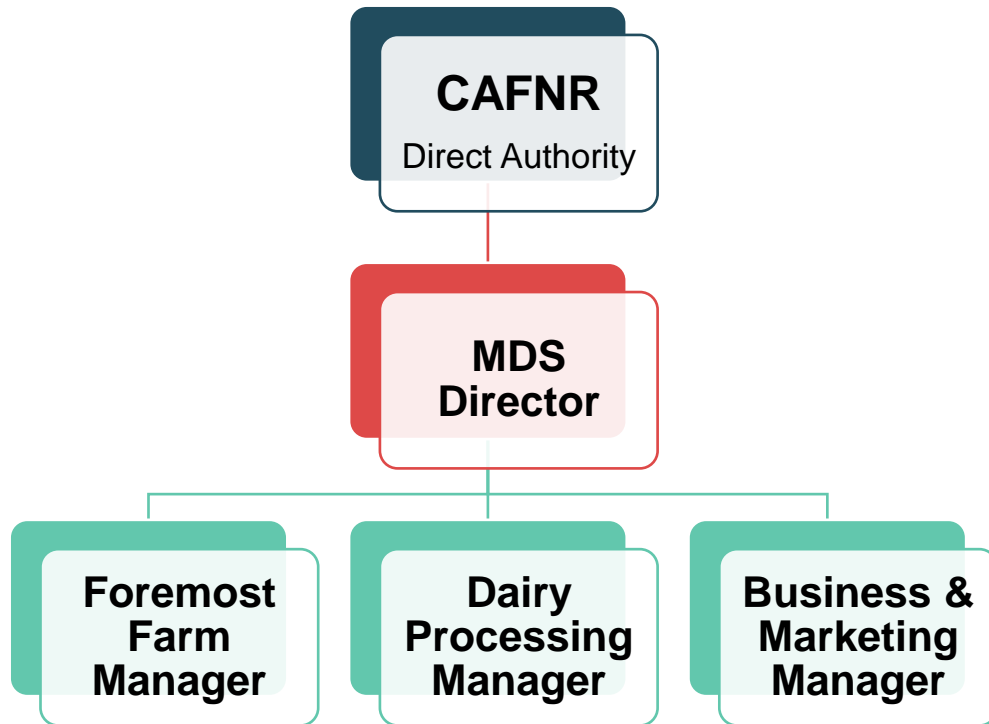 CAFNR
Direct Authority
MDS
Director
Foremost
Farm
Manager
Dairy
Processing
Manager
Business &
Marketing
Manager